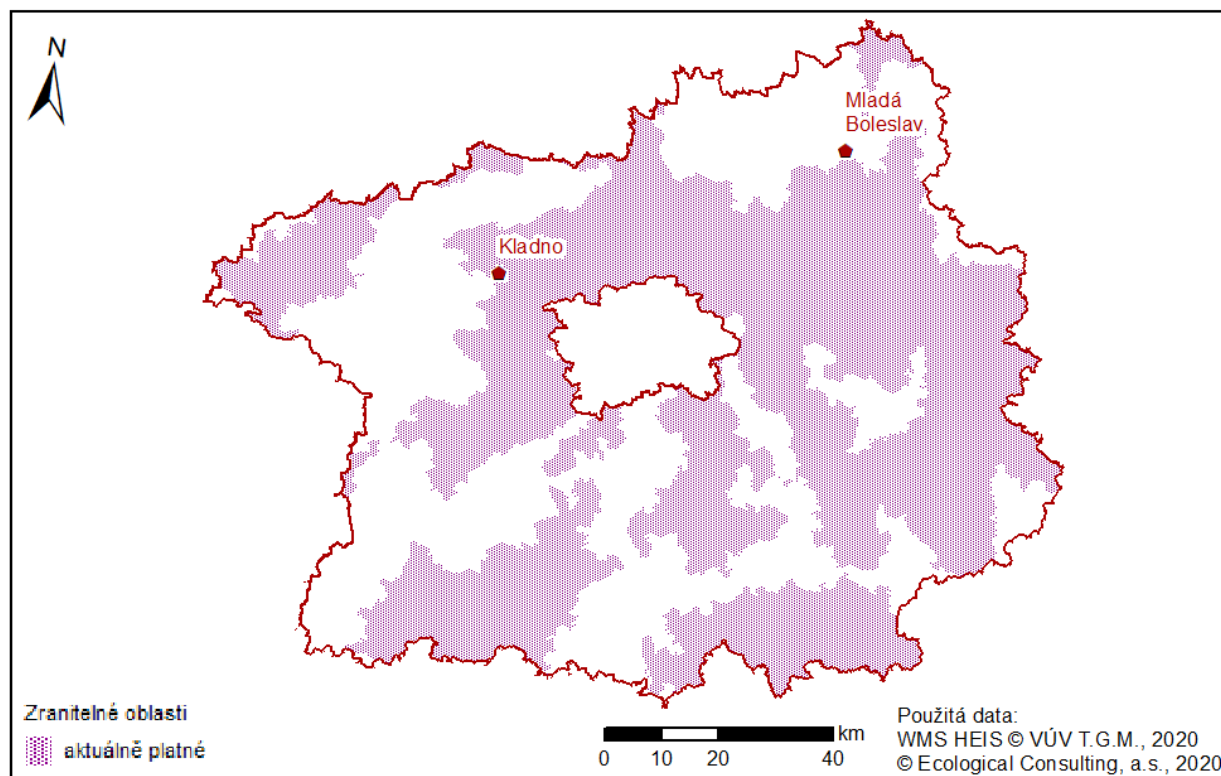 N
Mladá
Boleslav
Kladno
Zranitelné oblasti
aktuálně platné
km
0 10 20 40
Použitá data:
WMS HEIS © VÚV T.G.M., 2020
© Ecological Consulting, a.s., 2020